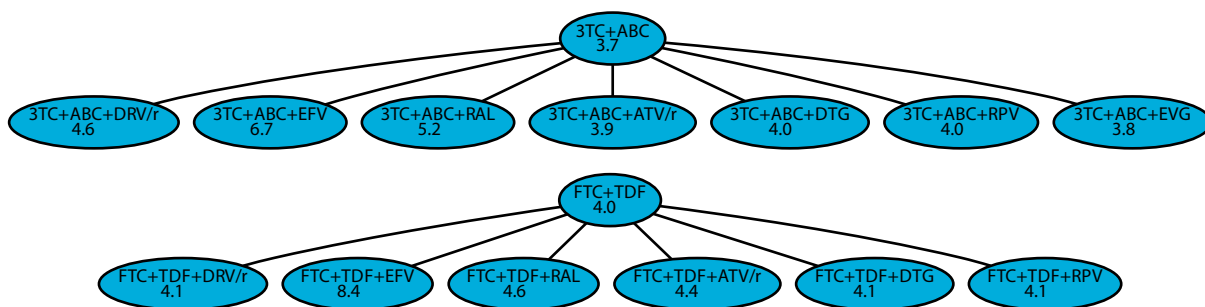 3TC+ABC
3.7
3TC+ABC+DRV/r
4.6
3TC+ABC+EFV
6.7
3TC+ABC+RAL
5.2
3TC+ABC+ATV/r
3.9
3TC+ABC+DTG
4.0
3TC+ABC+RPV
4.0
3TC+ABC+EVG
3.8
FTC+TDF
4.0
FTC+TDF+DRV/r
4.1
FTC+TDF+EFV
8.4
FTC+TDF+RAL
4.6
FTC+TDF+ATV/r
4.4
FTC+TDF+DTG
4.1
FTC+TDF+RPV
4.1